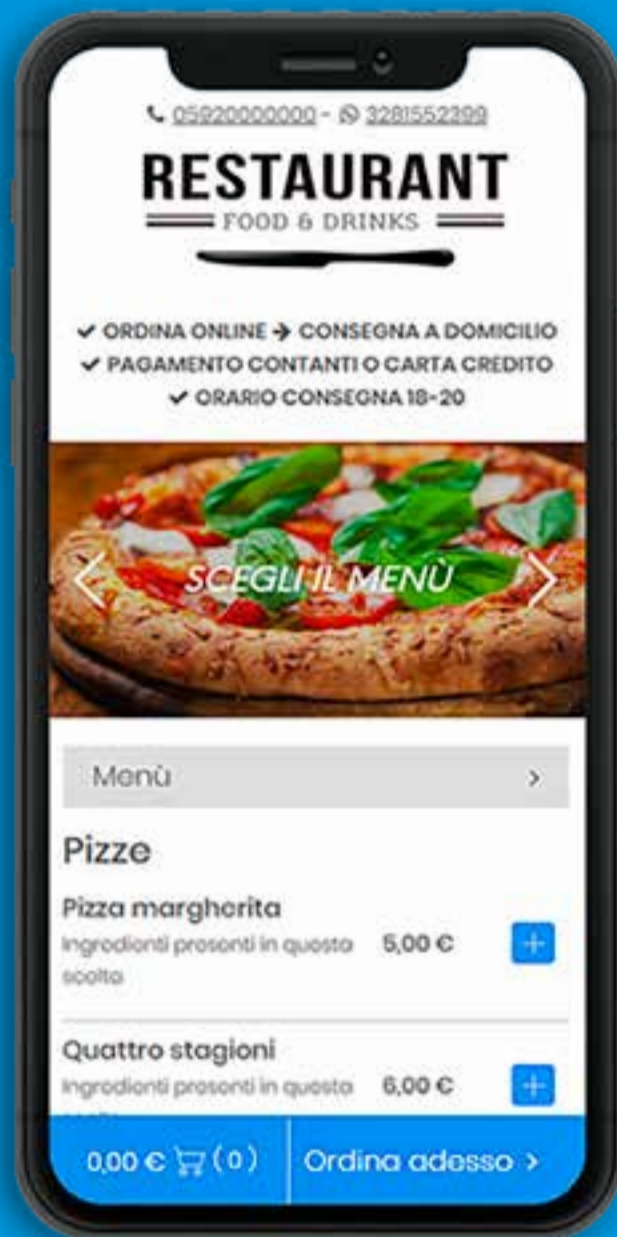 05920000000 - 3281552399
RESTAURANT
FOOD & DRINKS
ORDINA ONLINE → CONSEGNA A DOMICILIO
PAGAMENTO CONTANTI O CARTA CREDITO
ORARIO CONSEGNA 18-20
SCEGLI IL MENÙ
Menù >
Pizze
Pizza margherita
Ingredienti presenti in questa 5,00 € +
scelta
Quattro stagioni
Ingredienti presenti in questa 6,00 € +
0,00 € (0) Ordina adesso >